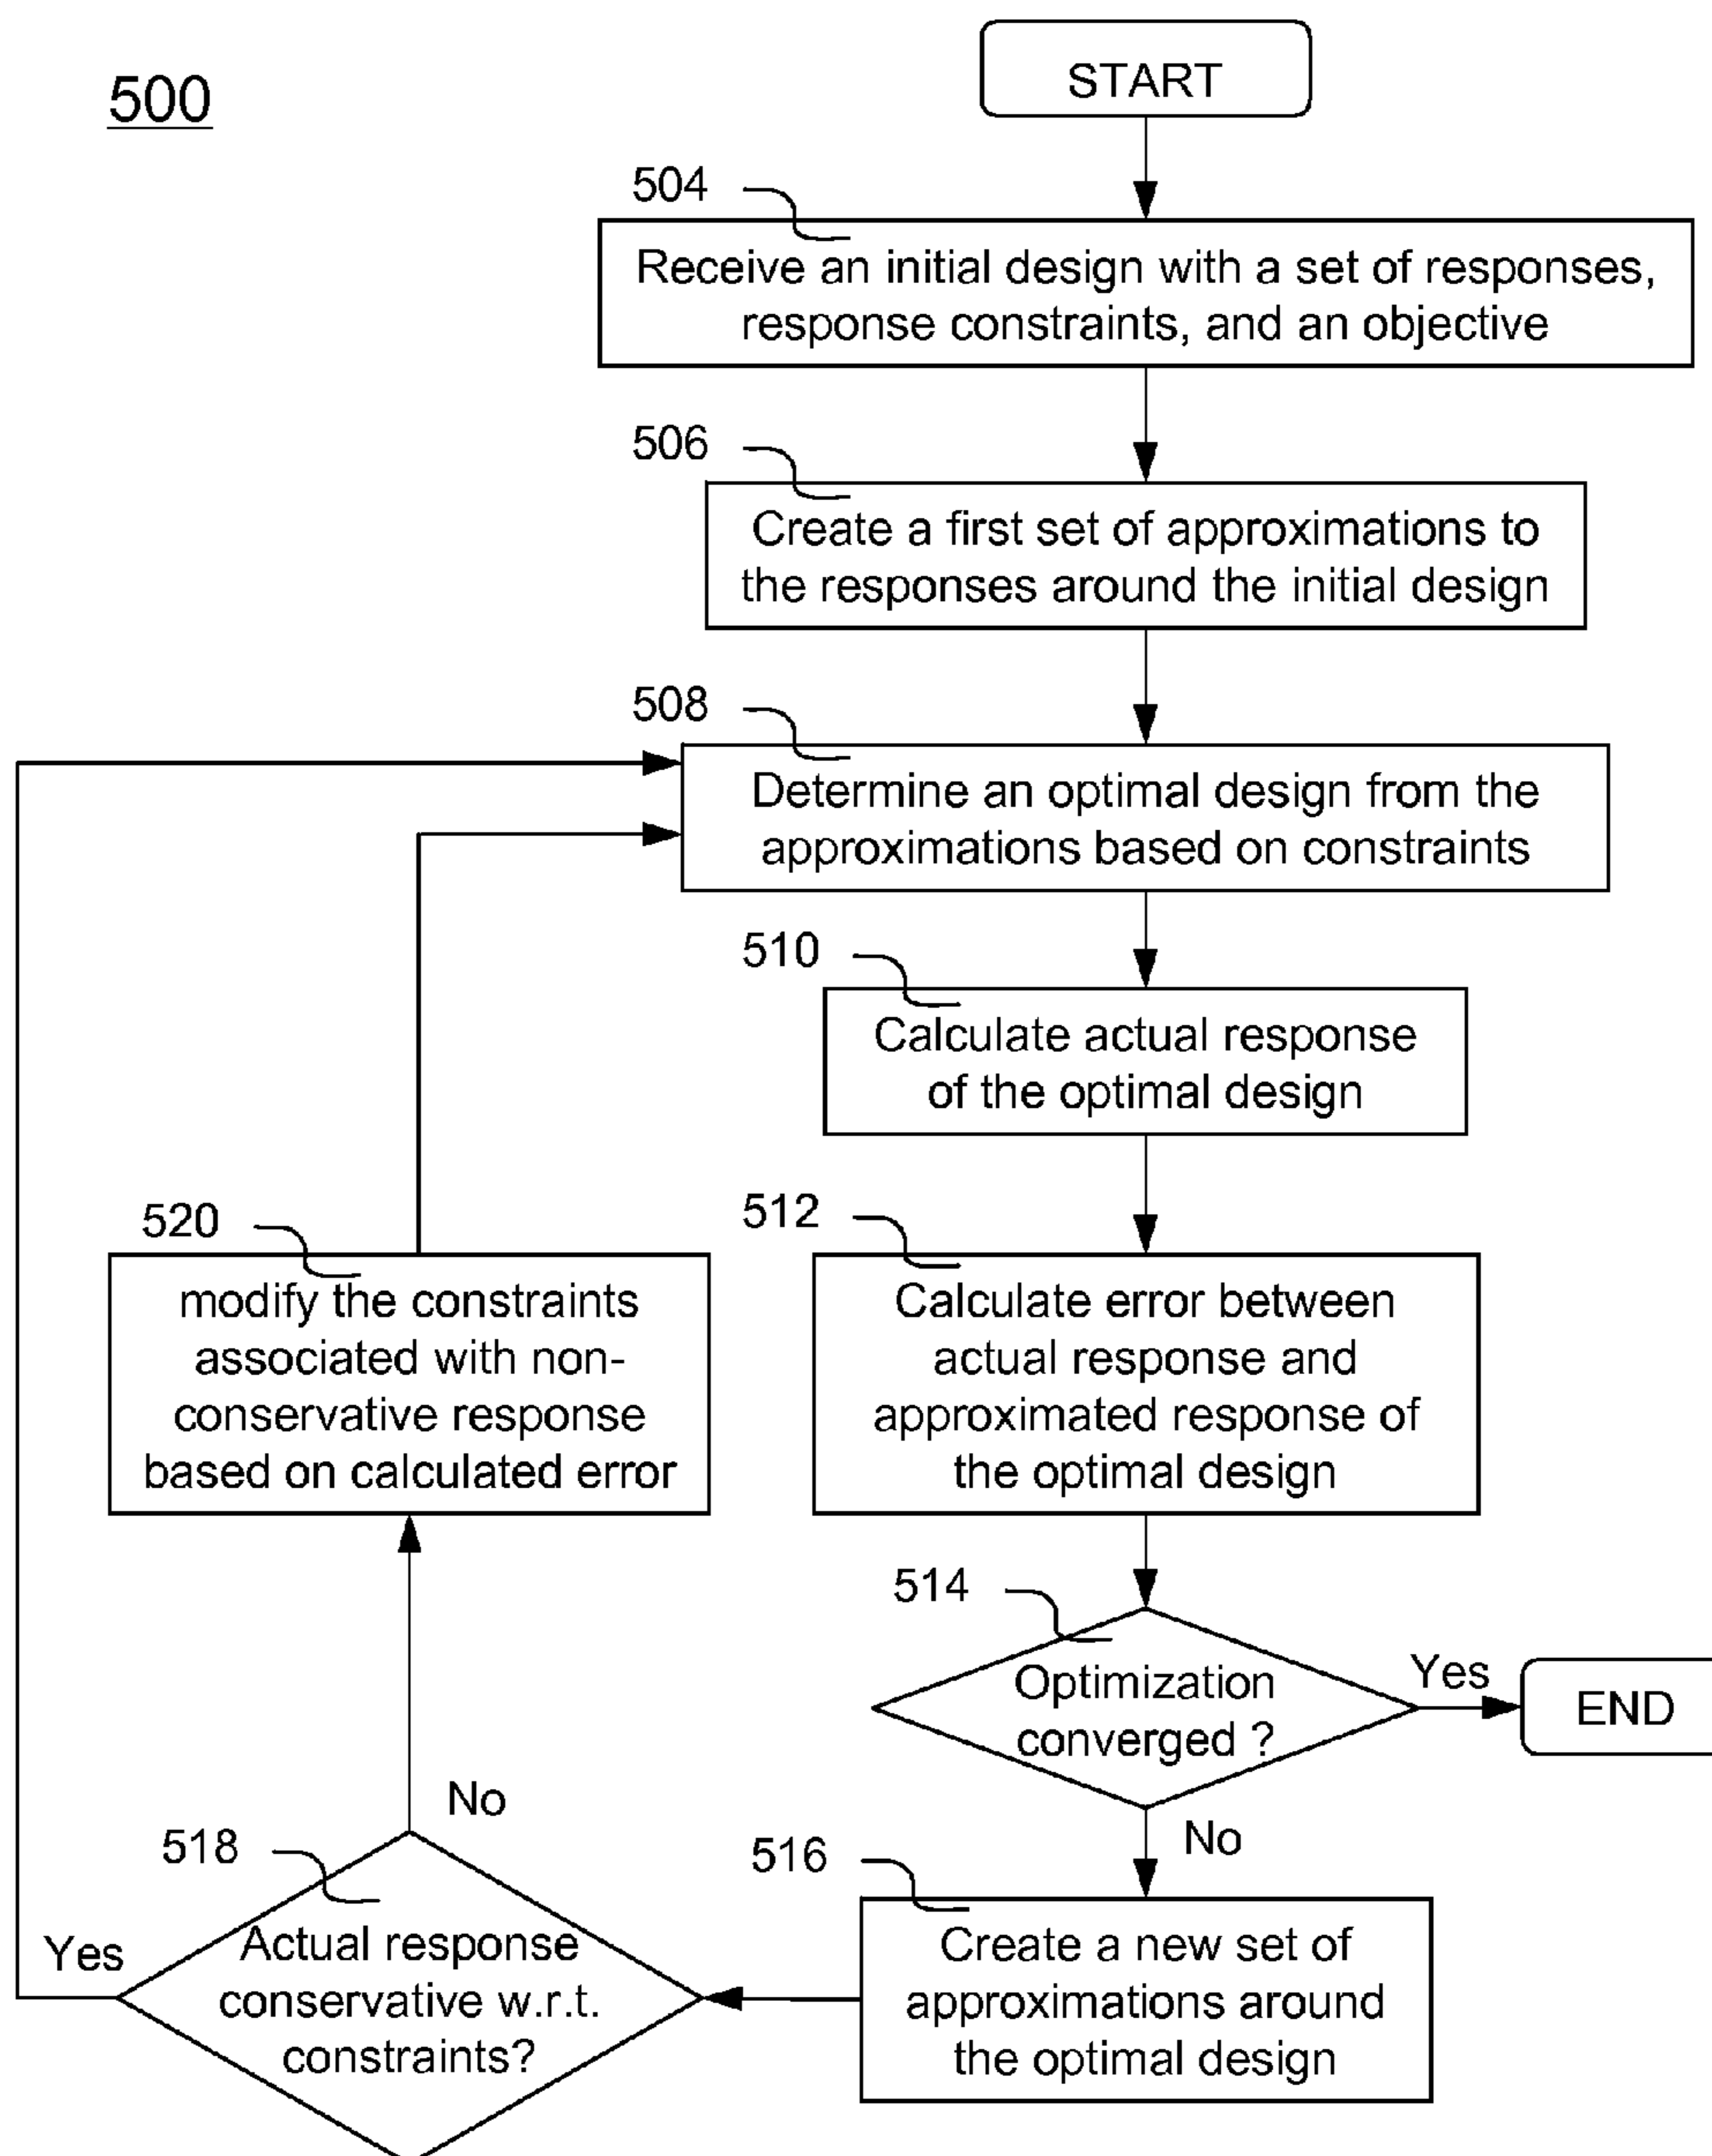 500
START
504
Receive an initial design with a set of responses,
response constraints, and an objective
506
Create a first set of approximations to
the responses around the initial design
508
Determine an optimal design from the
approximations based on constraints
510
Calculate actual response
of the optimal design
512
Calculate error between
actual response and
approximated response of
the optimal design
520
modify the constraints
associated with non-
conservative response
based on calculated error
514
Optimization
converged ?
Yes
END
No
516
Create a new set of
approximations around
the optimal design
518
Actual response
conservative w.r.t.
constraints?
No
Yes